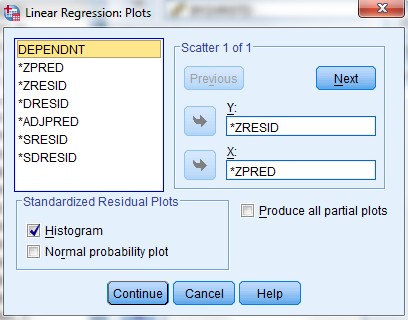 Linear Regression: Plots
DEPENDNT
*ZPRED
*ZRESID
*DRESID
*ADJPRED
*SRESID
*SDRESID
Scatter 1 of 1
Previous
Next
Y:
*ZRESID
X:
*ZPRED
Standardized Residual Plots
Histogram
Normal probability plot
Produce all partial plots
Continue
Cancel
Help